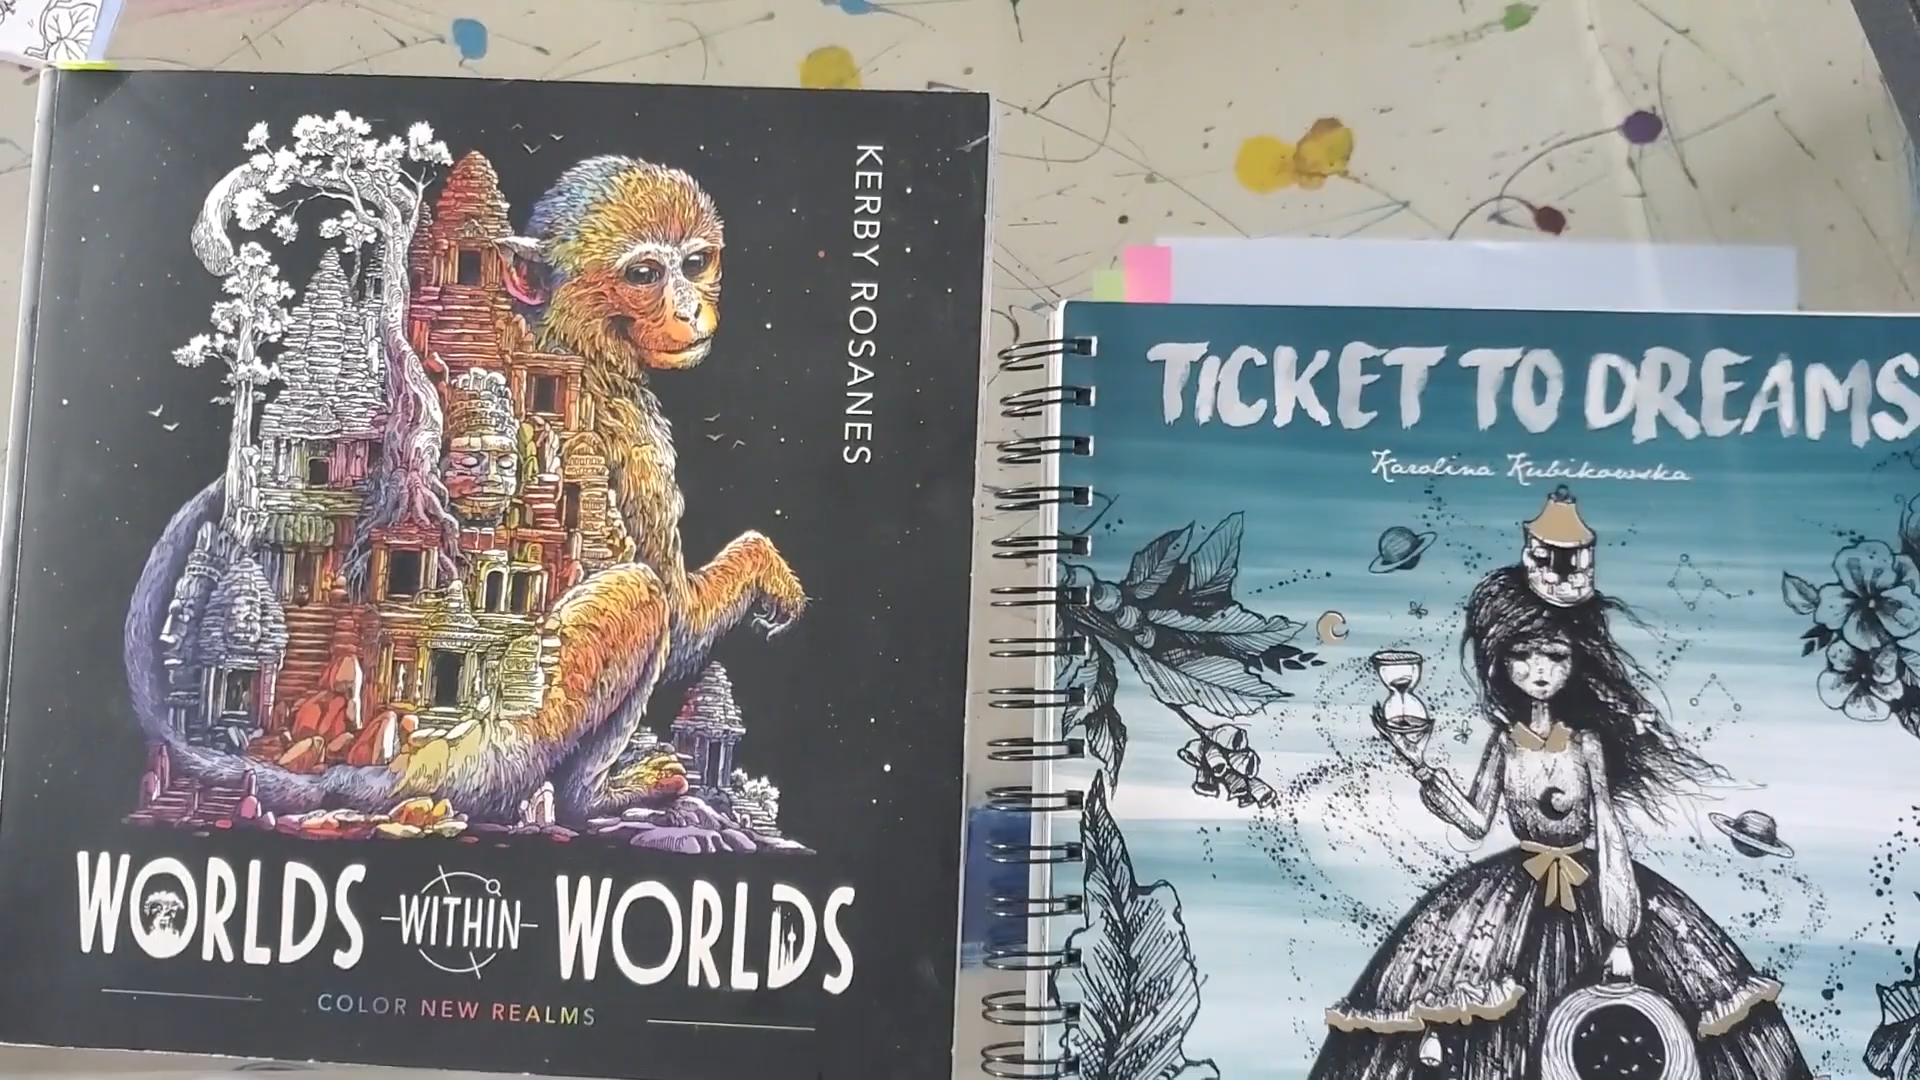 KERBY ROSANES
WORLDS WITHIN WORLDS
COLOR NEW REALMS
TICKET TO DREAMS
Karolina Kubikowska